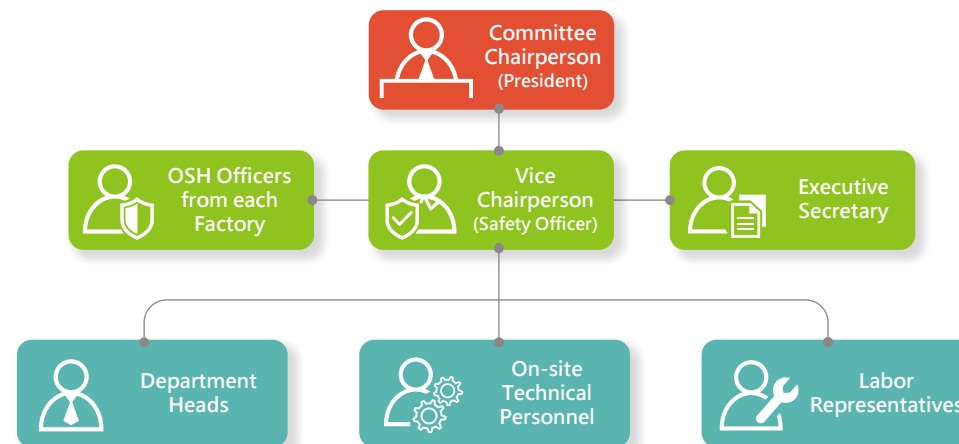 Committee
Chairperson
(President)
OSH Officers
from each
Factory
Vice
Chairperson
(Safety Officer)
Executive
Secretary
Department
Heads
On-site
Technical
Personnel
Labor
Representatives